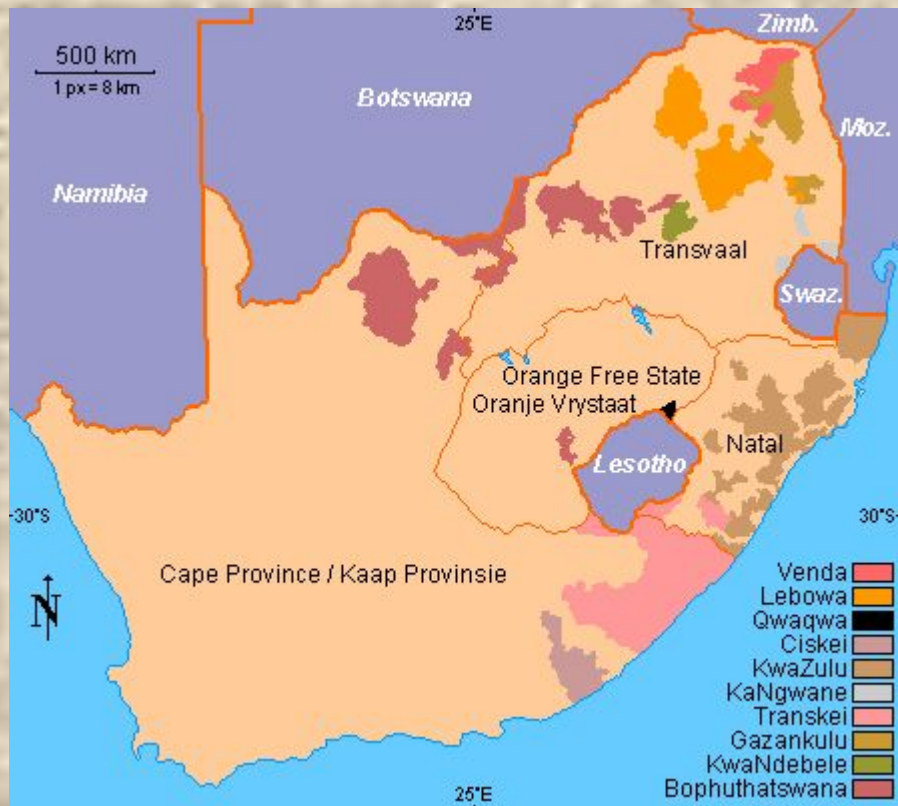 25°E
Zimb.
500 km
1 px = 8 km
Botswana
Moz.
Namibia
Transvaal
Swaz.
Orange Free State
Oranje Vrystaat
Natal
Lesotho
30°S
30°S
Cape Province / Kaap Provinsie
N
Venda
Lebowa
Qwaqwa
Ciskei
KwaZulu
KaNgwane
Transkei
Gazankulu
KwaNdebele
Bophuthatswana
25°E